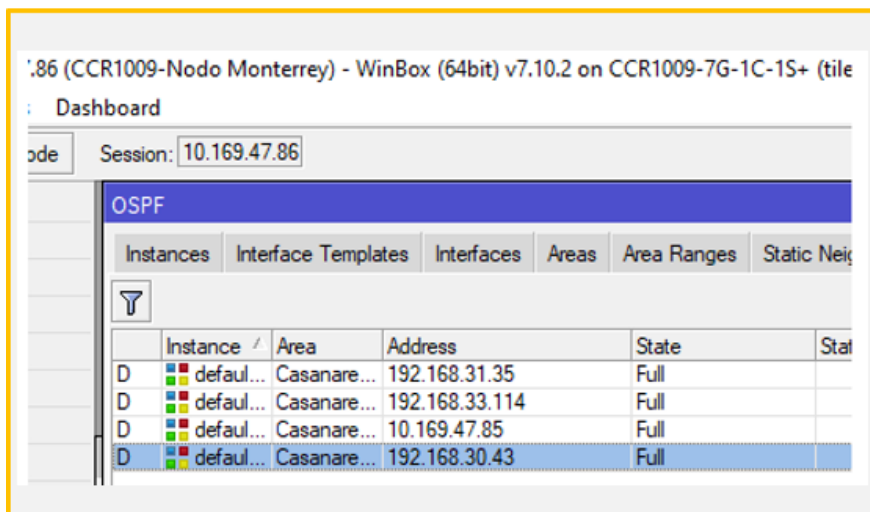 '.86 (CCR1009-Nodo Monterrey) - WinBox (64bit) v7.10.2 on CCR1009-7G-1C-1S+ (tile
Dashboard
ode Session: 10.169.47.86
OSPF
Instances Interface Templates Interfaces Areas Area Ranges Static Neig
Instance Area Address State Stat
D defaul... Casanare... 192.168.31.35 Full
D defaul... Casanare... 192.168.33.114 Full
D defaul... Casanare... 10.169.47.85 Full
D defaul... Casanare... 192.168.30.43 Full